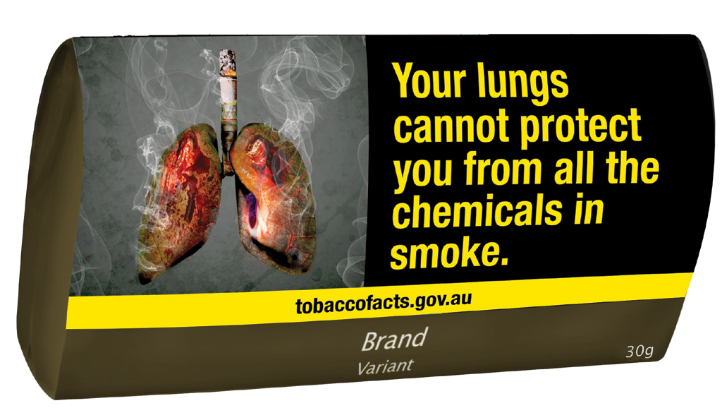 Your lungs
cannot protect
you from all the
chemicals in
smoke.
tobaccofacts.gov.au
Brand
Variant
30g